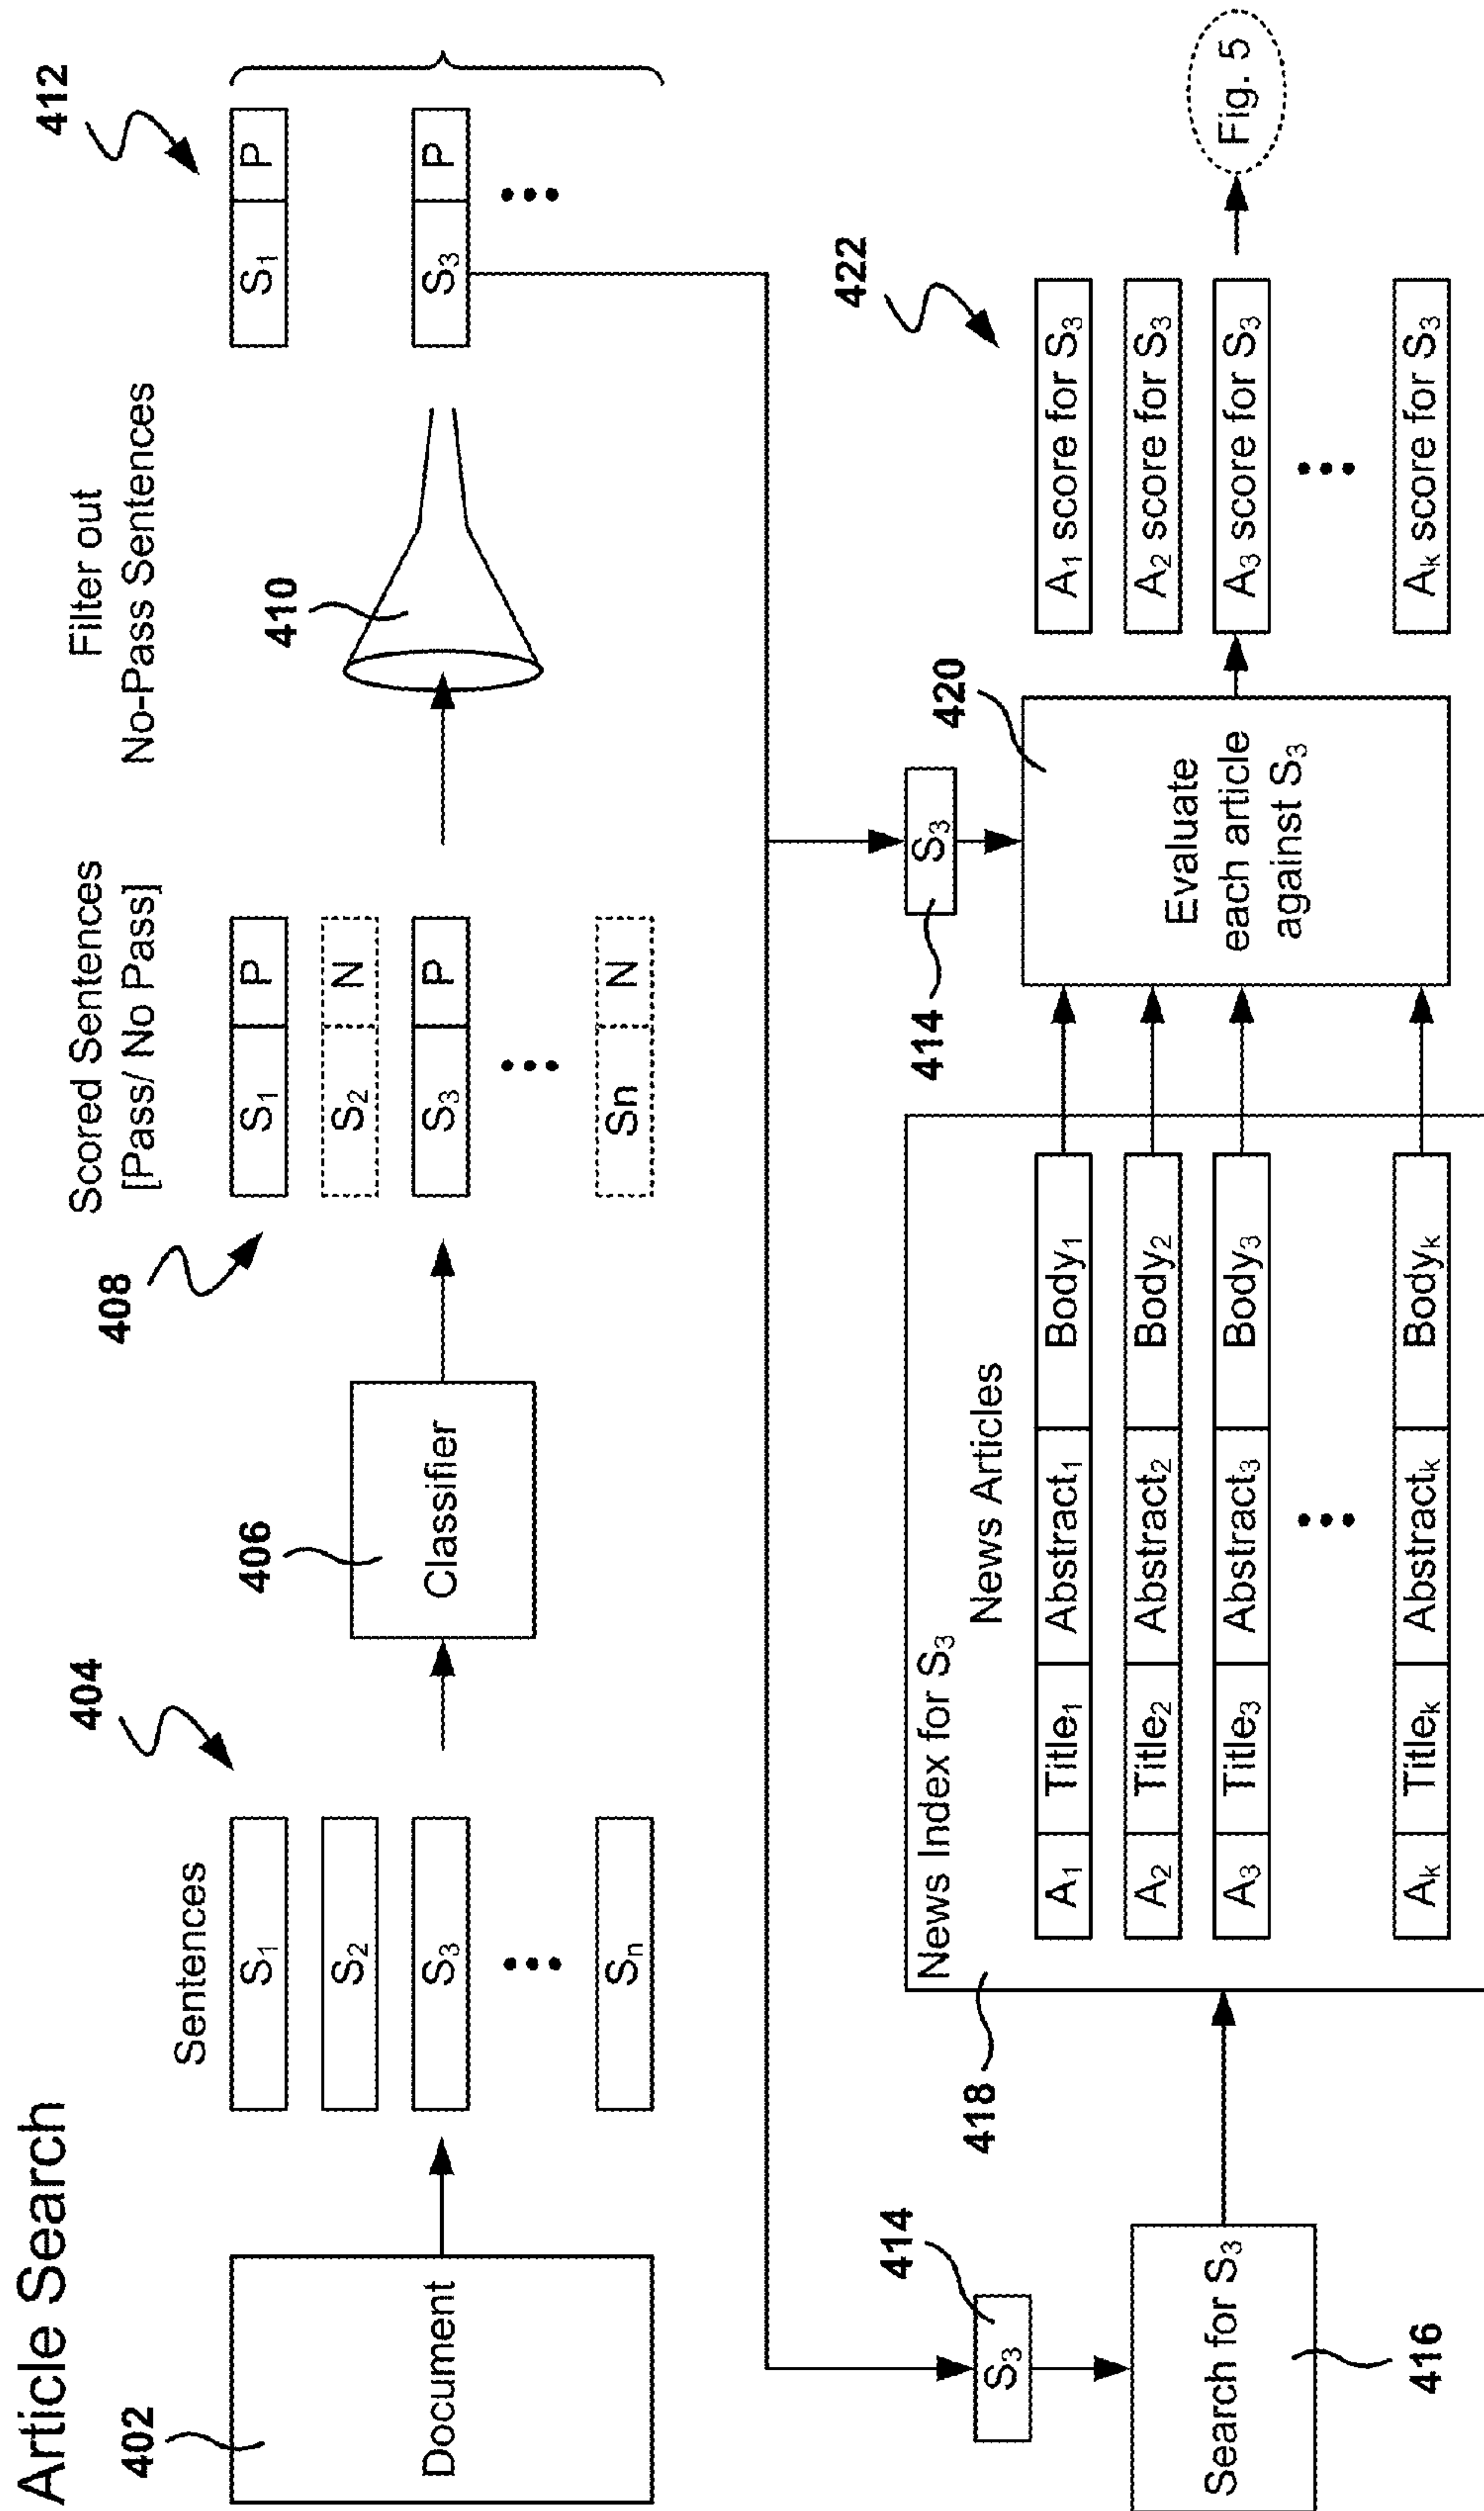 Article Search
402
Document
Sentences
404
S₁
S₂
S₃
Sₙ
406
Classifier
408
Scored Sentences
[Pass/ No Pass]
S₁ P
S₂ N
S₃ P
Sn N
Filter out
No-Pass Sentences
410
412
S₁ P
S₃ P
414
S₃
Search for S₃
416
418
News Index for S₃
News Articles
A₁ Title₁ Abstract₁ Body₁
A₂ Title₂ Abstract₂ Body₂
A₃ Title₃ Abstract₃ Body₃
Aₖ Titleₖ Abstractₖ Bodyₖ
414
S₃
420
Evaluate
each article
against S₃
422
A₁ score for S₃
A₂ score for S₃
A₃ score for S₃
Aₖ score for S₃
Fig. 5